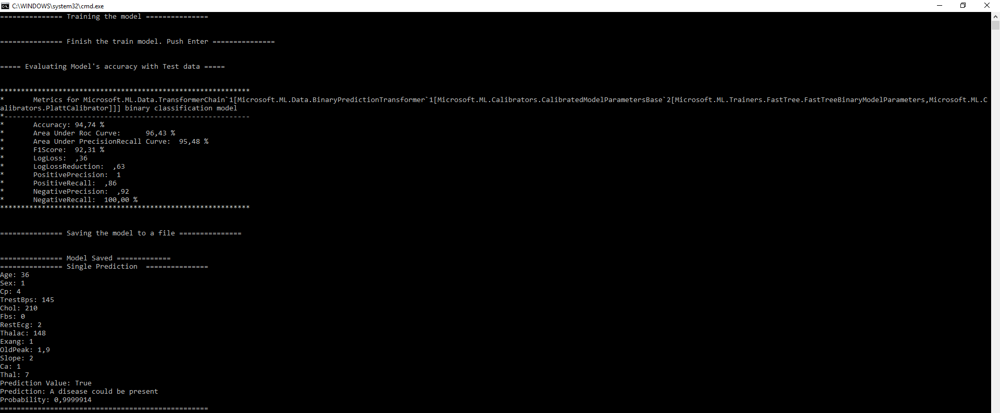 C:\WINDOWS\system32\cmd.exe
=============== Training the model ===============
=============== Finish the train model. Push Enter ===============
===== Evaluating Model's accuracy with Test data =====
************************************************************
*       Metrics for Microsoft.ML.Data.TransformerChain`1[Microsoft.ML.Data.BinaryPredictionTransformer`1[Microsoft.ML.Calibrators.CalibratedModelParametersBase`2[Microsoft.ML.Trainers.FastTree.FastTreeBinaryModelParameters,Microsoft.ML.C
alibrators.PlattCalibrator]]] binary classification model
*-----------------------------------------------------------
*       Accuracy: 94,74 %
*       Area Under Roc Curve:      96,43 %
*       Area Under PrecisionRecall Curve:  95,48 %
*       F1Score:  92,31 %
*       LogLoss:  ,36
*       LogLossReduction:  ,63
*       PositivePrecision:  1
*       PositiveRecall:  ,86
*       NegativePrecision:  ,92
*       NegativeRecall:  100,00 %
************************************************************
=============== Saving the model to a file ===============
=============== Model Saved =============
=============== Single Prediction  ===============
Age: 36
Sex: 1
Cp: 4
TrestBps: 145
Chol: 210
Fbs: 0
RestEcg: 2
Thalac: 148
Exang: 1
OldPeak: 1,9
Slope: 2
Ca: 1
Thal: 7
Prediction Value: True
Prediction: A disease could be present
Probability: 0,9999914
==================================================